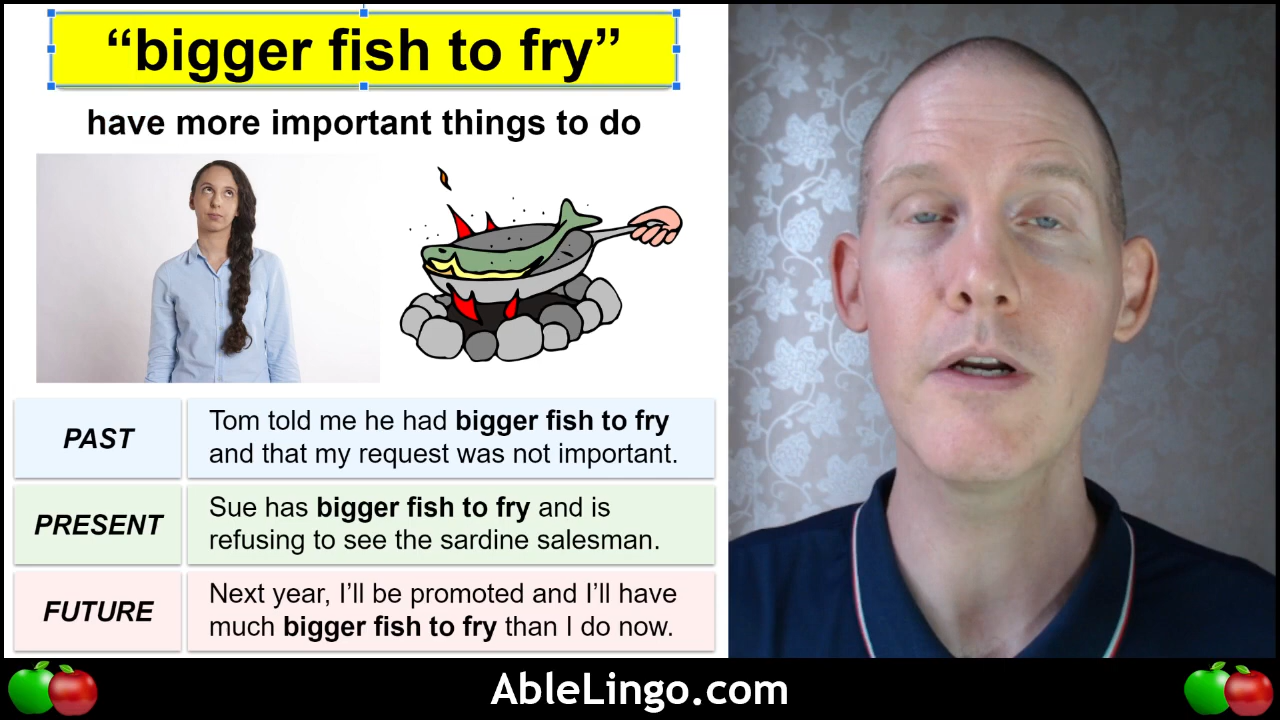 “bigger fish to fry”
have more important things to do
PAST
Tom told me he had bigger fish to fry
and that my request was not important.
PRESENT
Sue has bigger fish to fry and is
refusing to see the sardine salesman.
FUTURE
Next year, I’ll be promoted and I’ll have
much bigger fish to fry than I do now.
AbleLingo.com